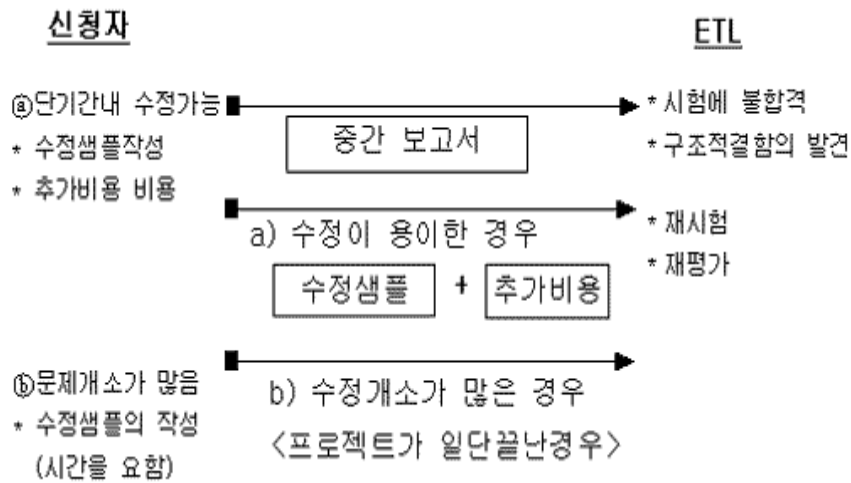 신청자
ETL
ⓐ단기간내 수정가능
* 수정샘플작성
* 추가비용 비용
중간 보고서
* 시험에 불합격
* 구조적결함의 발견
a) 수정이 용이한 경우
수정샘플 + 추가비용
* 재시험
* 재평가
ⓑ문제개소가 많음
* 수정샘플의 작성
(시간을 요함)
b) 수정개소가 많은 경우
<프로젝트가 일단끝난경우>